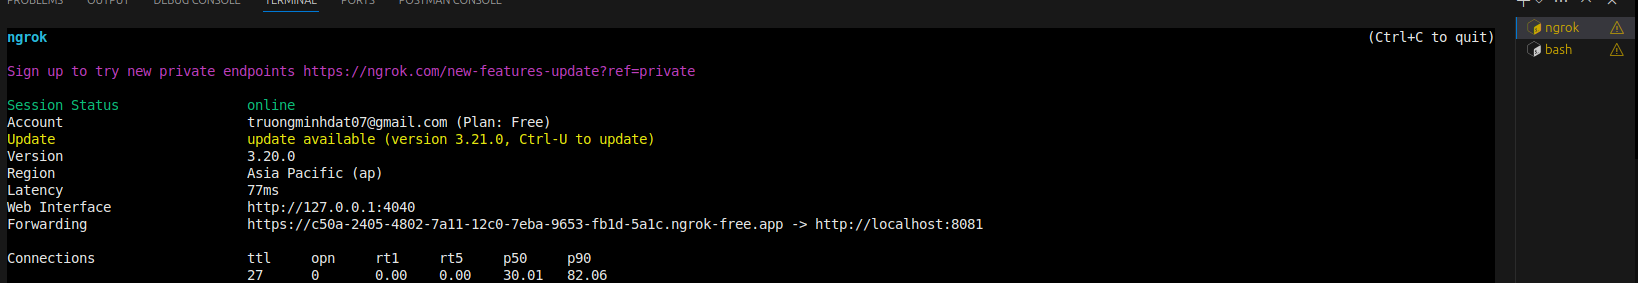 PROBLEMS OUTPUT DEBUG CONSOLE TERMINAL PORTS POSTMAN CONSOLE
ngrok (Ctrl+C to quit)
ngrok
bash
Sign up to try new private endpoints https://ngrok.com/new-features-update?ref=private
Session Status online
Account truongminhdat07@gmail.com (Plan: Free)
Update update available (version 3.21.0, Ctrl-U to update)
Version 3.20.0
Region Asia Pacific (ap)
Latency 77ms
Web Interface http://127.0.0.1:4040
Forwarding https://c50a-2405-4802-7a11-12c0-7eba-9653-fb1d-5a1c.ngrok-free.app -> http://localhost:8081
Connections ttl opn rt1 rt5 p50 p90
27 0 0.00 0.00 30.01 82.06